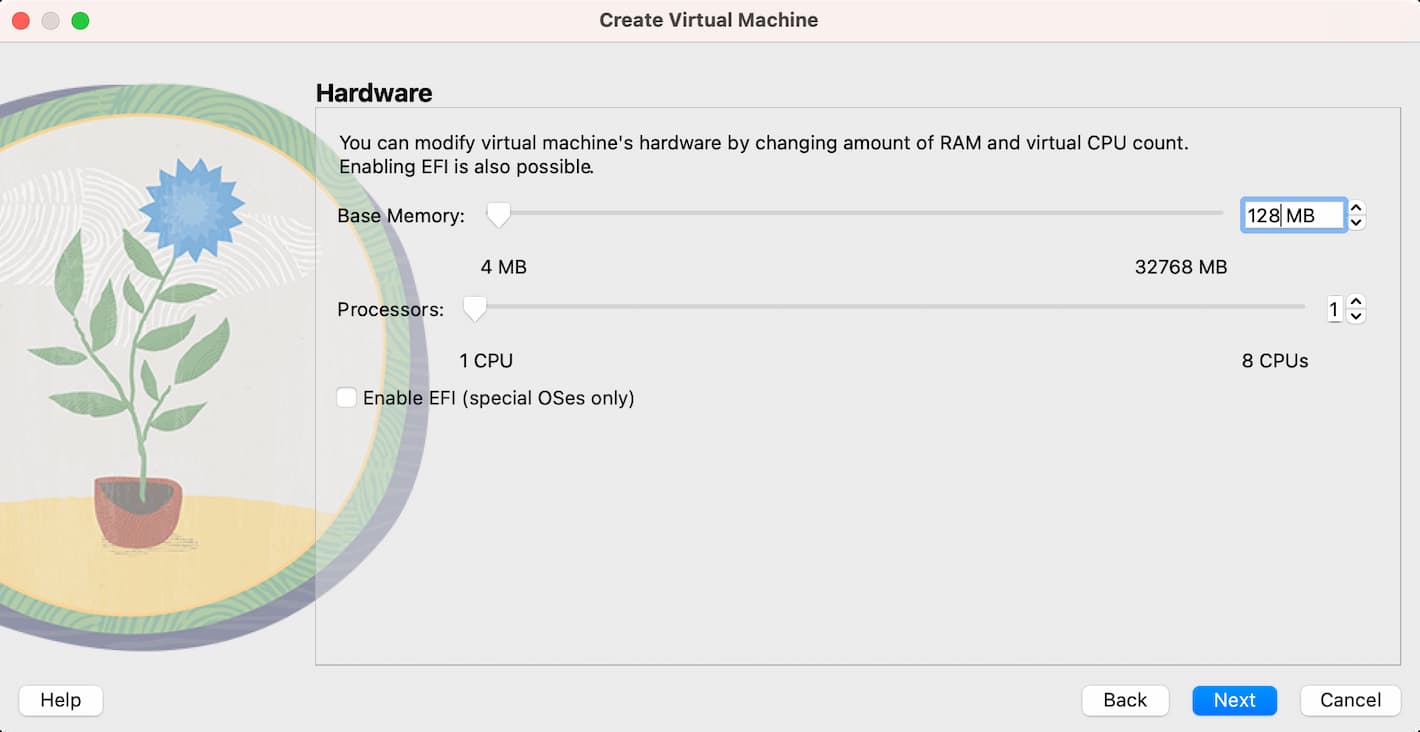 Create Virtual Machine
Hardware
You can modify virtual machine's hardware by changing amount of RAM and virtual CPU count.
Enabling EFI is also possible.
Base Memory:
128 MB
4 MB
32768 MB
Processors:
1
1 CPU
8 CPUs
Enable EFI (special OSes only)
Help
Back
Next
Cancel